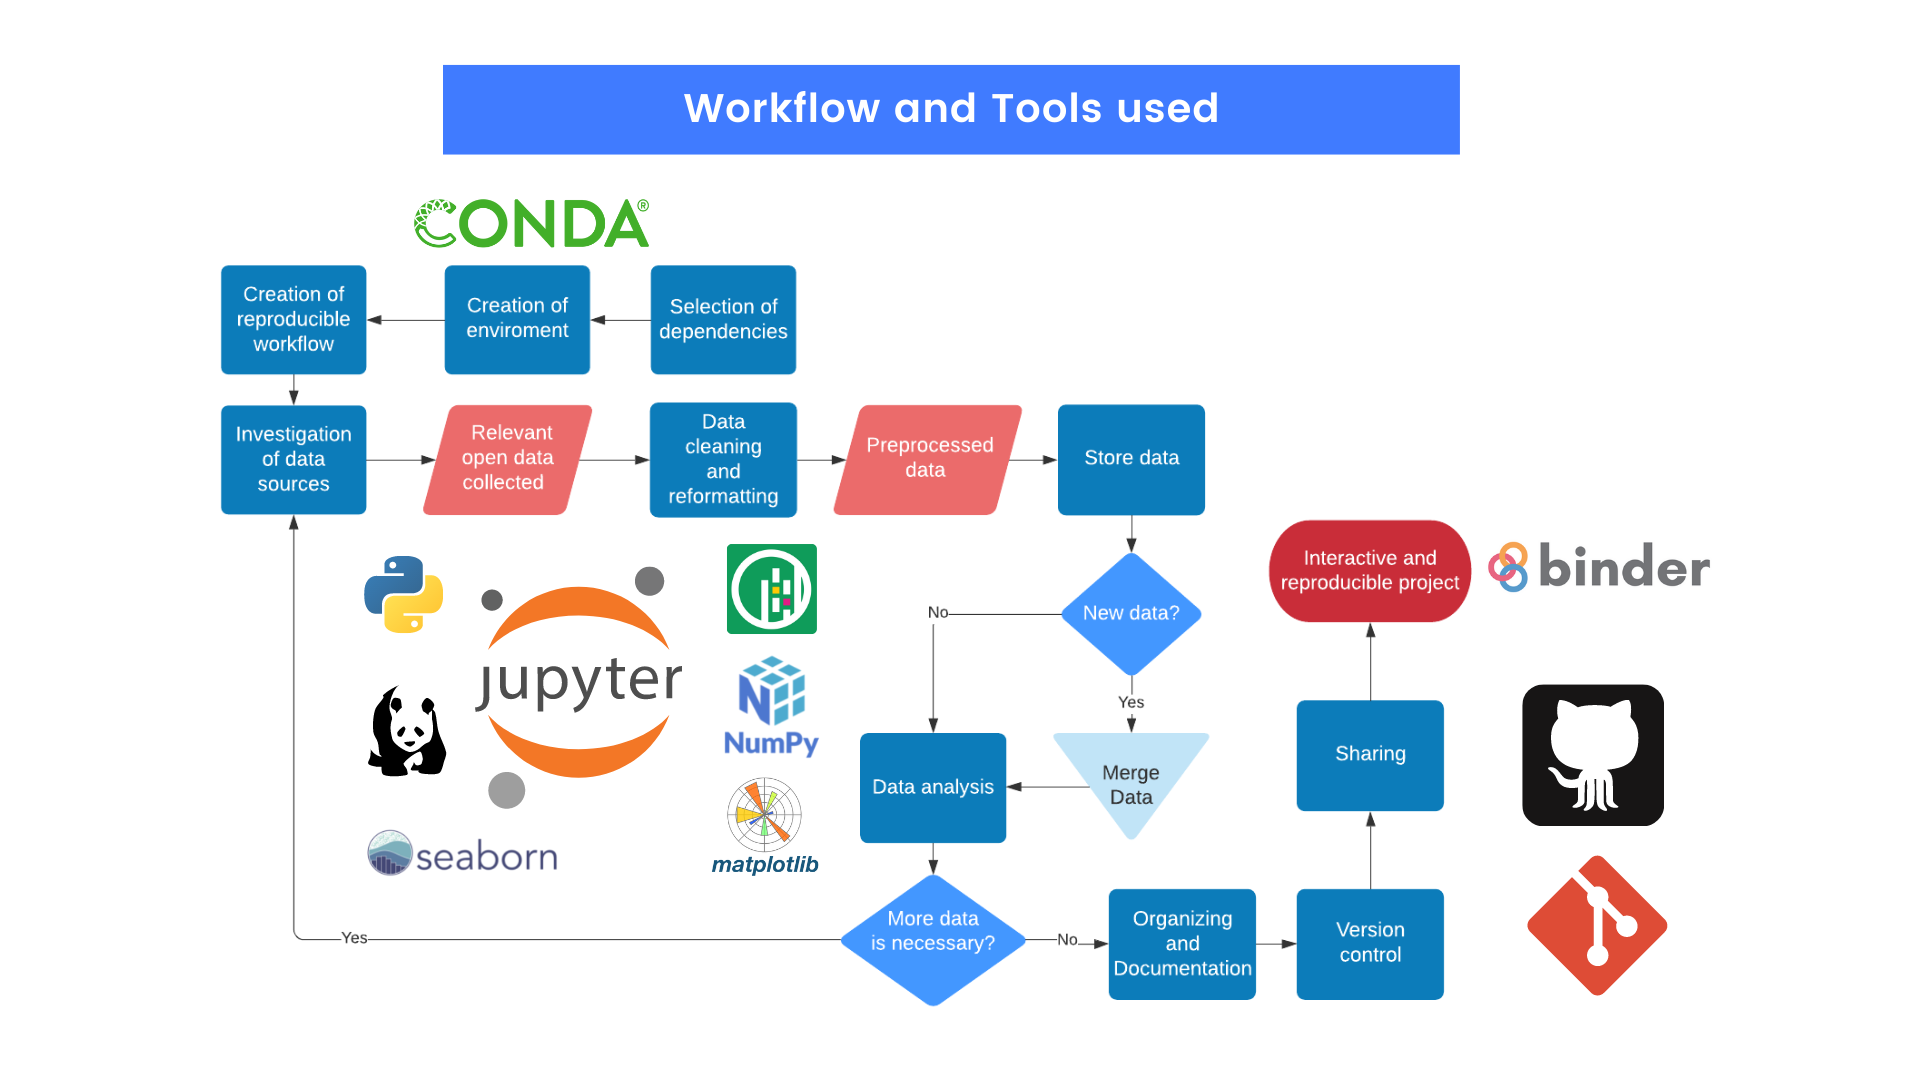 Workflow and Tools used
CONDA®
Creation of
reproducible
workflow
Creation of
enviroment
Selection of
dependencies
Investigation
of data
sources
Relevant
open data
collected
Data
cleaning
and
reformatting
Preprocessed
data
Store data
New data?
No
Yes
Interactive and
reproducible project
binder
jupyter
NumPy
matplotlib
seaborn
Data analysis
Merge
Data
Sharing
More data
is necessary?
Yes
No
Organizing
and
Documentation
Version
control